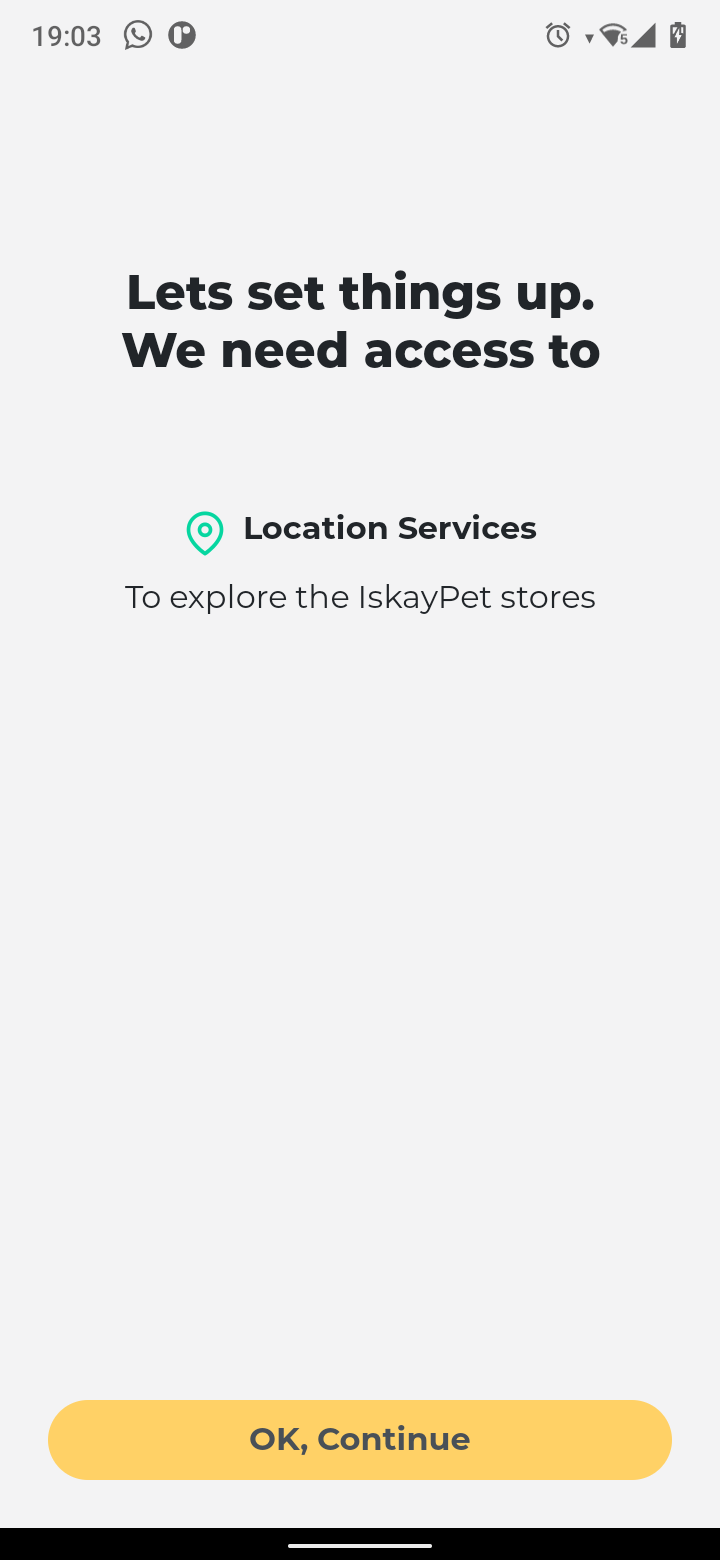 19:03
5
Lets set things up.
We need access to
Location Services
To explore the IskayPet stores
OK, Continue